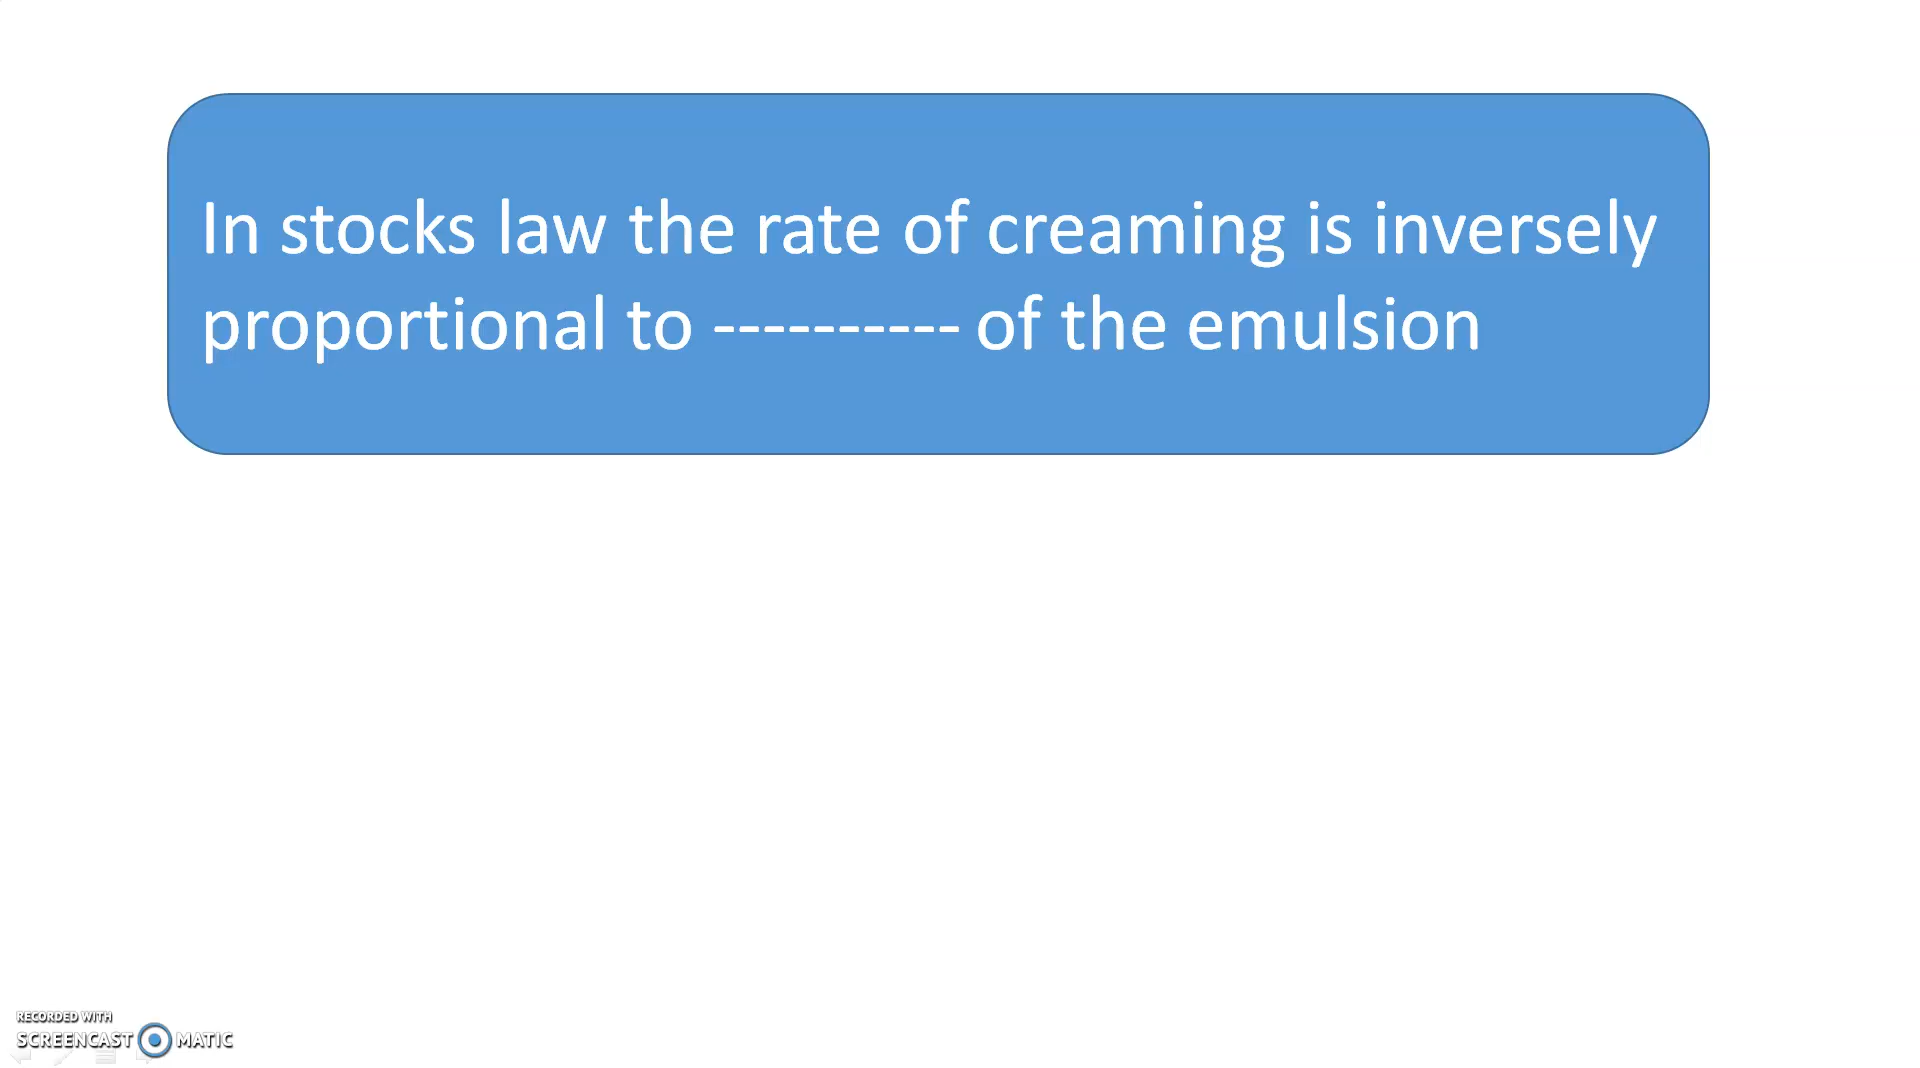 In stocks law the rate of creaming is inversely
proportional to ---------- of the emulsion
RECORDED WITH
SCREENCAST MATIC